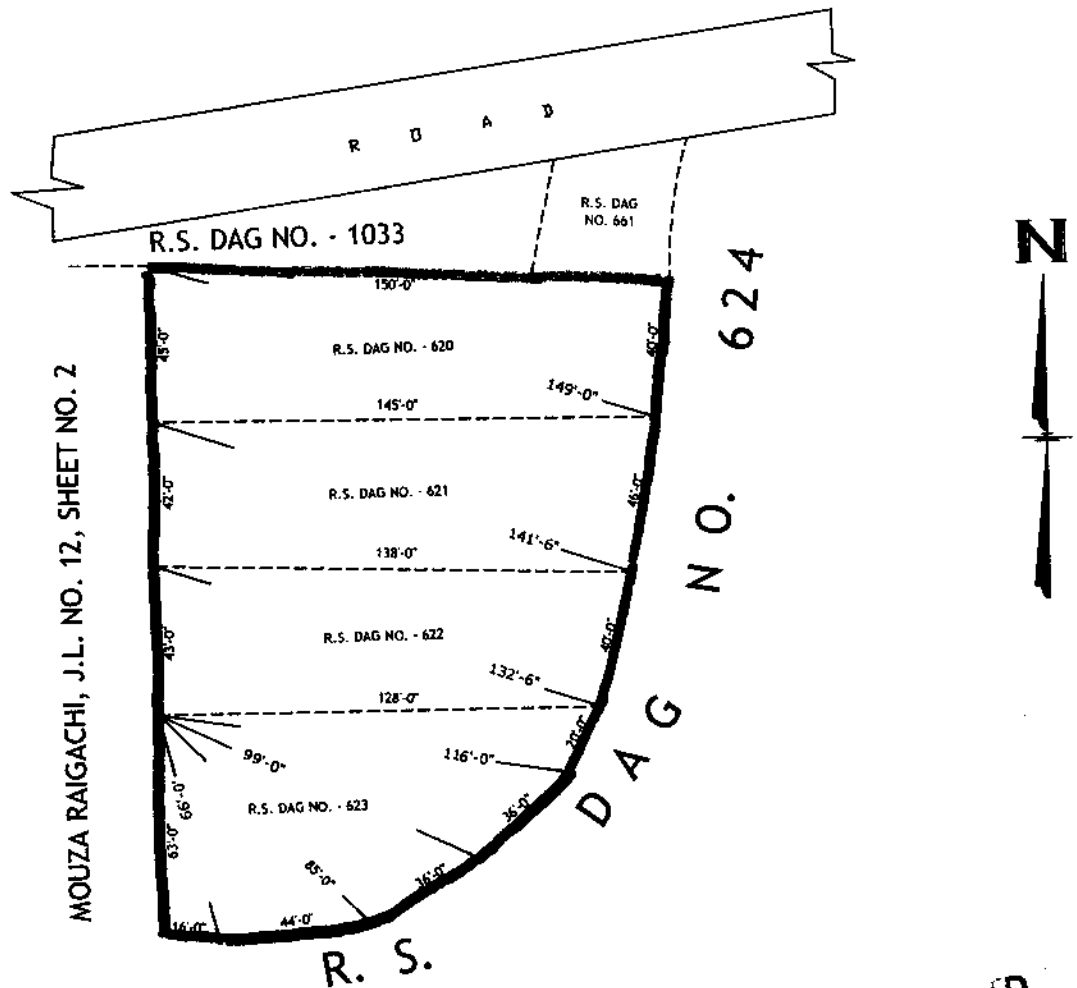 R O A D
R.S. DAG
NO. 661
R.S. DAG NO. - 1033
N
150'-0"
45'-0"
R.S. DAG NO. - 620
40'-0"
149'-0"
145'-0"
42'-0"
R.S. DAG NO. - 621
46'-0"
141'-6"
138'-0"
43'-0"
R.S. DAG NO. - 622
40'-0"
132'-6"
128'-0"
20'-0"
99'-0"
116'-0"
66'-0"
R.S. DAG NO. - 623
36'-0"
63'-0"
85'-0"
36'-0"
16'-0"
44'-0"
MOUZA RAIGACHI, J.L. NO. 12, SHEET NO. 2
R. S. DAG NO. 624